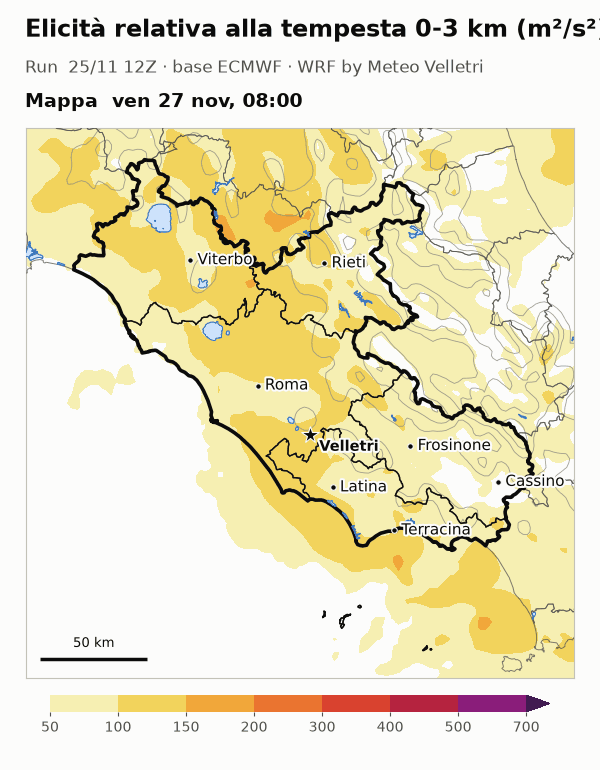 Elicità relativa alla tempesta 0-3 km (m²/s²)
Run 25/11 12Z · base ECMWF · WRF by Meteo Velletri
Mappa ven 27 nov, 08:00
Viterbo
Rieti
Roma
Velletri
Frosinone
Cassino
Latina
Terracina
50 km
50 100 150 200 300 400 500 700